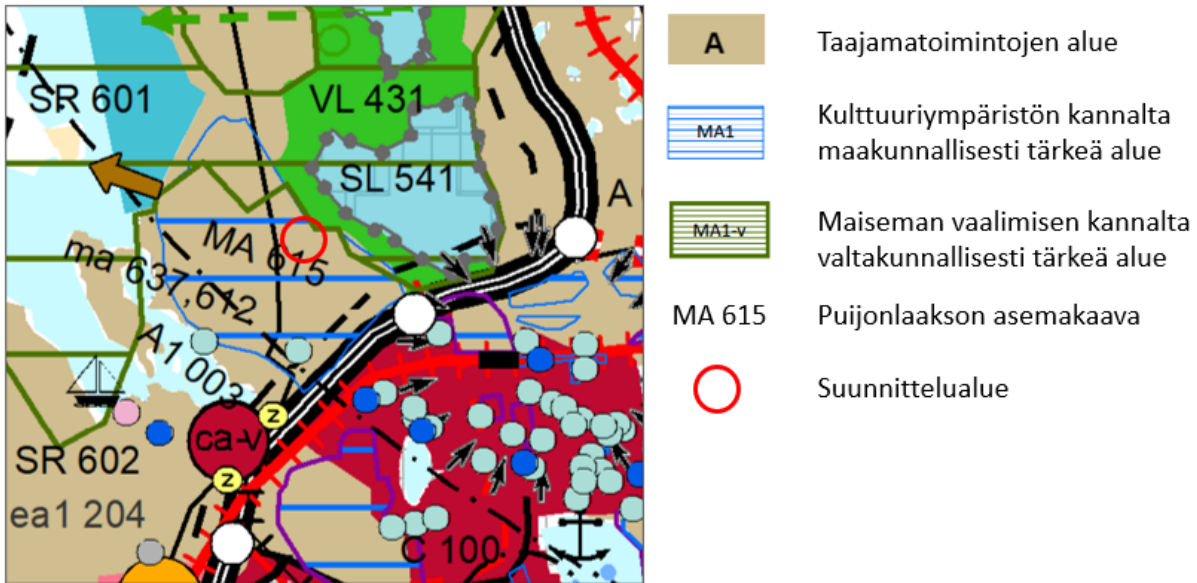 SR 601
VL 431
SL 541
A
MA 615
ma 637,612
A1 003
ca-v
z
z
SR 602
ea1 204
C 100
A
Taajamatoimintojen alue
MA1
Kulttuuriympäristön kannalta
maakunnallisesti tärkeä alue
MA1-v
Maiseman vaalimisen kannalta
valtakunnallisesti tärkeä alue
MA 615
Puijonlaakson asemakaava
Suunnittelualue